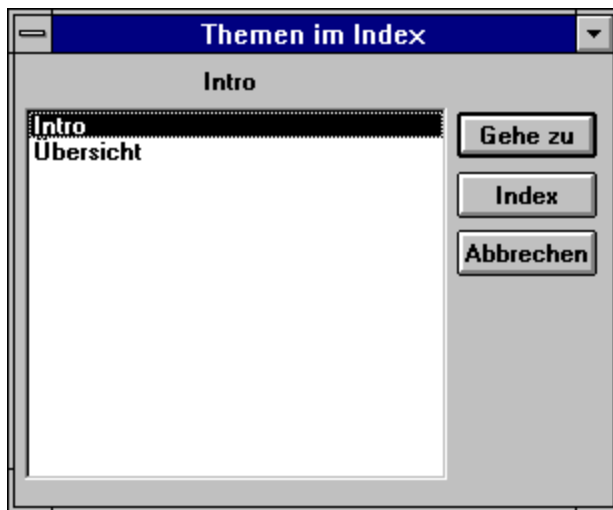 Themen im Index
Intro
Intro
Übersicht
Gehe zu
Index
Abbrechen